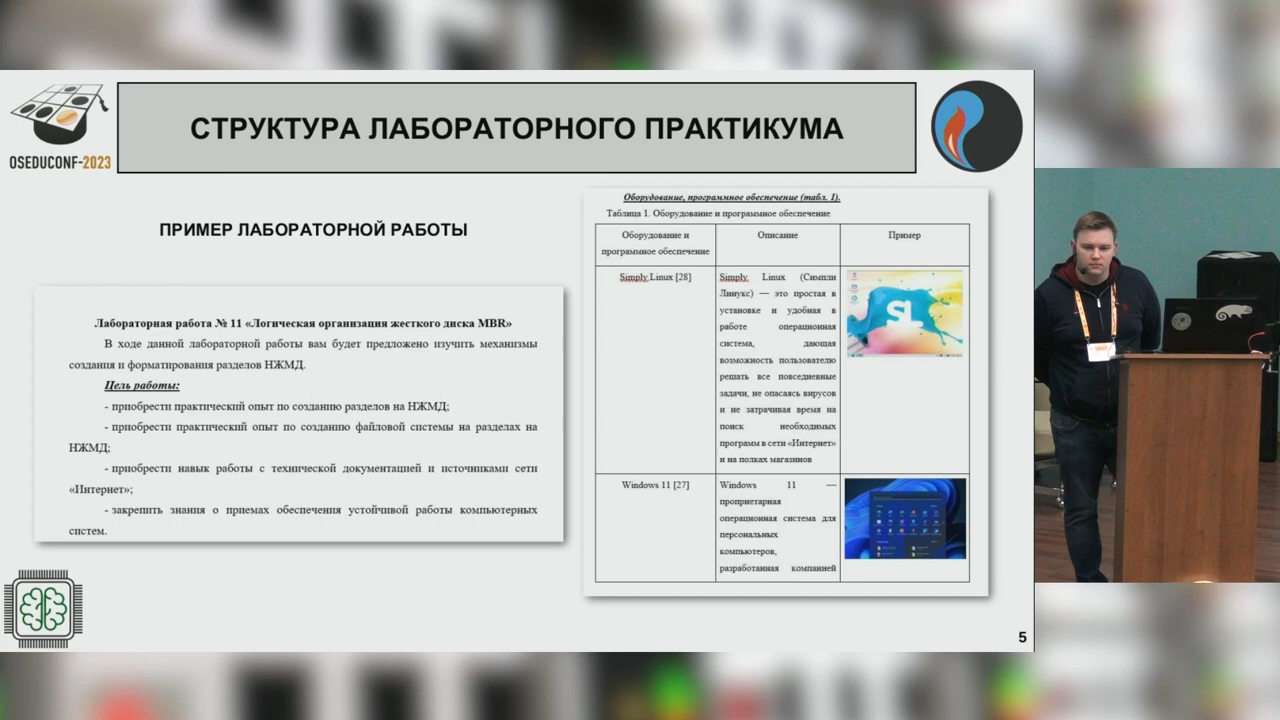 СТРУКТУРА ЛАБОРАТОРНОГО ПРАКТИКУМА
OSEDUCONF-2023
ПРИМЕР ЛАБОРАТОРНОЙ РАБОТЫ
Лабораторная работа № 11 «Логическая организация жесткого диска MBR»
В ходе данной лабораторной работы вам будет предложено изучить механизмы
создания и форматирования разделов НЖМД.
Цель работы:
- приобрести практический опыт по созданию разделов на НЖМД;
- приобрести практический опыт по созданию файловой системы на разделах на
НЖМД;
- приобрести навык работы с технической документацией и источниками сети
«Интернет»;
- закрепить знания о приемах обеспечения устойчивой работы компьютерных
систем.
Оборудование, программное обеспечение (табл. 1).
Таблица 1. Оборудование и программное обеспечение
Оборудование и
программное обеспечение
Описание
Пример
Simply Linux [28]
Simply Linux (Симпли
Линукс) — это простая в
установке и удобная в
работе операционная
система, дающая
возможность пользователю
решать все повседневные
задачи, не опасаясь вирусов
и не затрачивая время на
поиск необходимых
программ в сети «Интернет»
и на полках магазинов
SL
Windows 11 [27]
Windows 11 —
проприетарная
операционная система для
персональных
компьютеров,
разработанная компанией
5